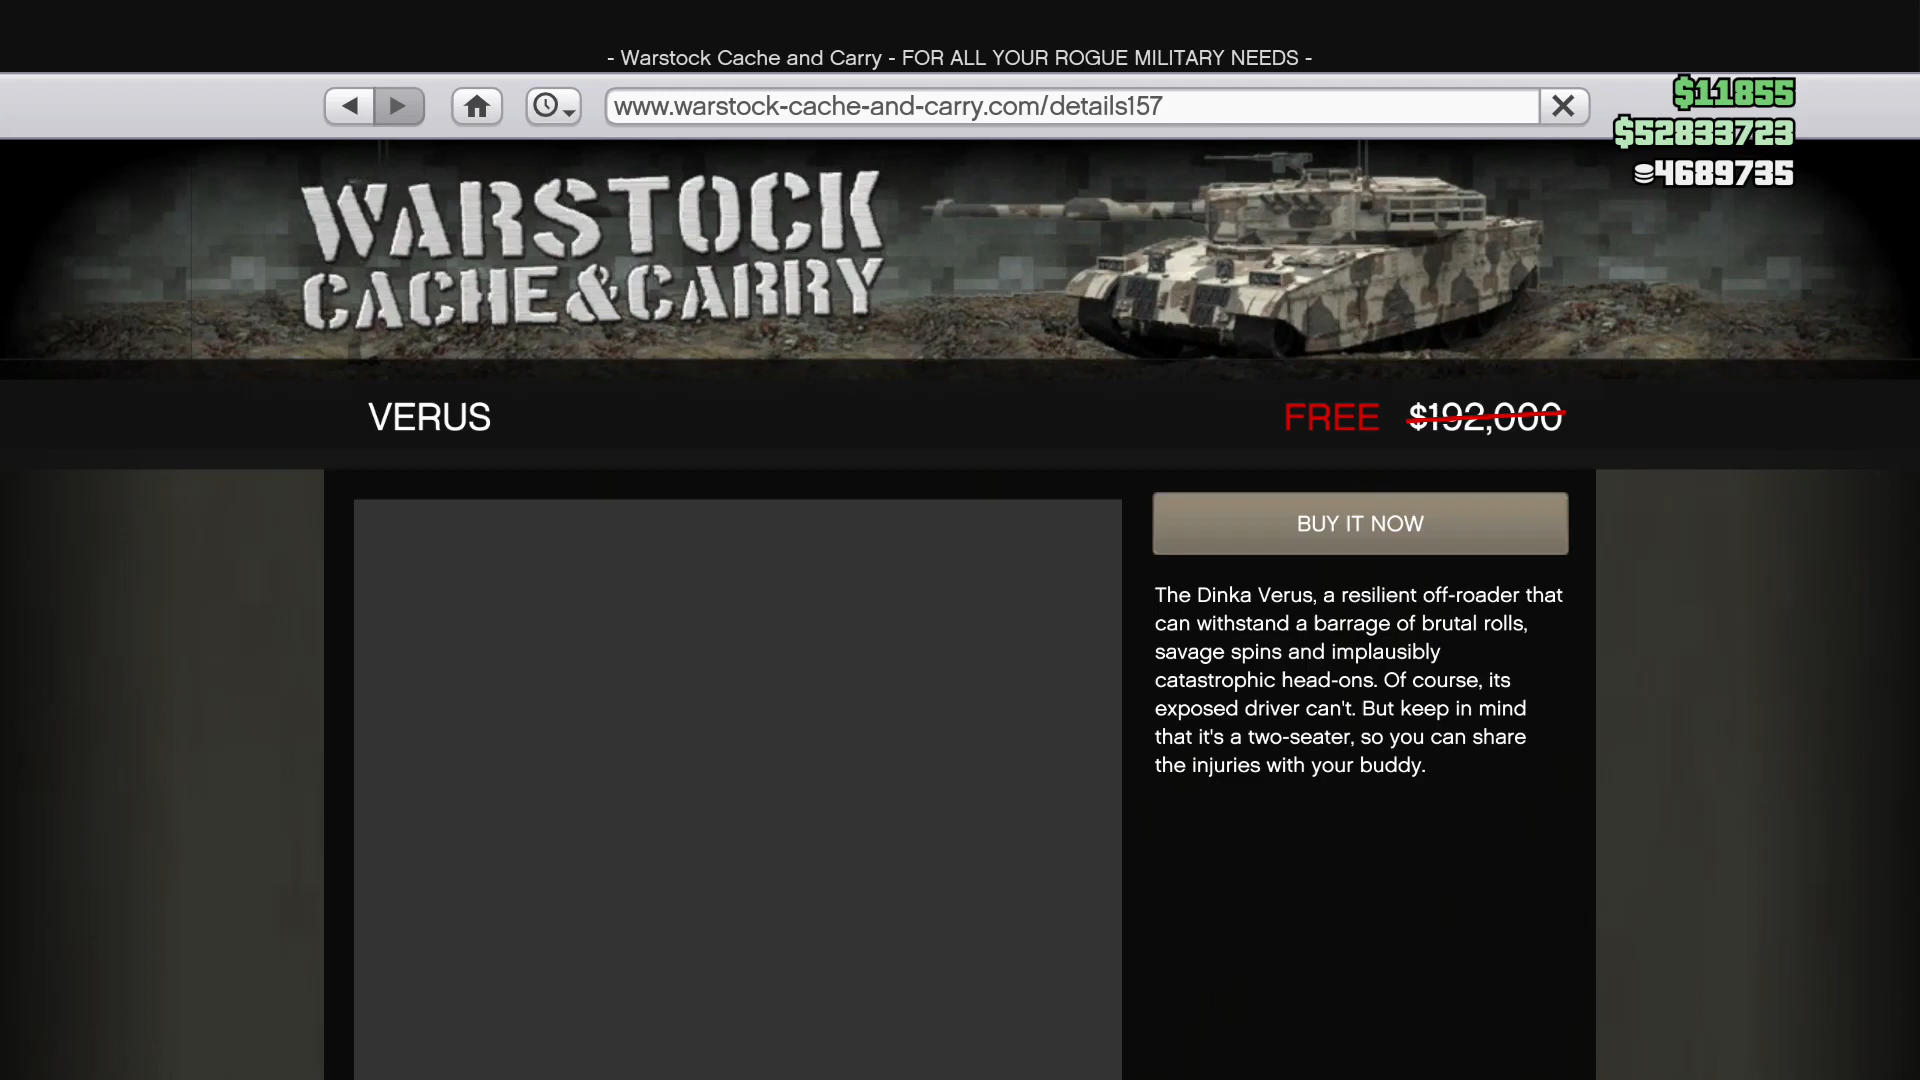 - Warstock Cache and Carry - FOR ALL YOUR ROGUE MILITARY NEEDS -
www.warstock-cache-and-carry.com/details157
$11855
$52833723
4689735
WARSTOCK
CACHE & CARRY
VERUS
FREE $192,000
BUY IT NOW
The Dinka Verus, a resilient off-roader that
can withstand a barrage of brutal rolls,
savage spins and implausibly
catastrophic head-ons. Of course, its
exposed driver can't. But keep in mind
that it's a two-seater, so you can share
the injuries with your buddy.